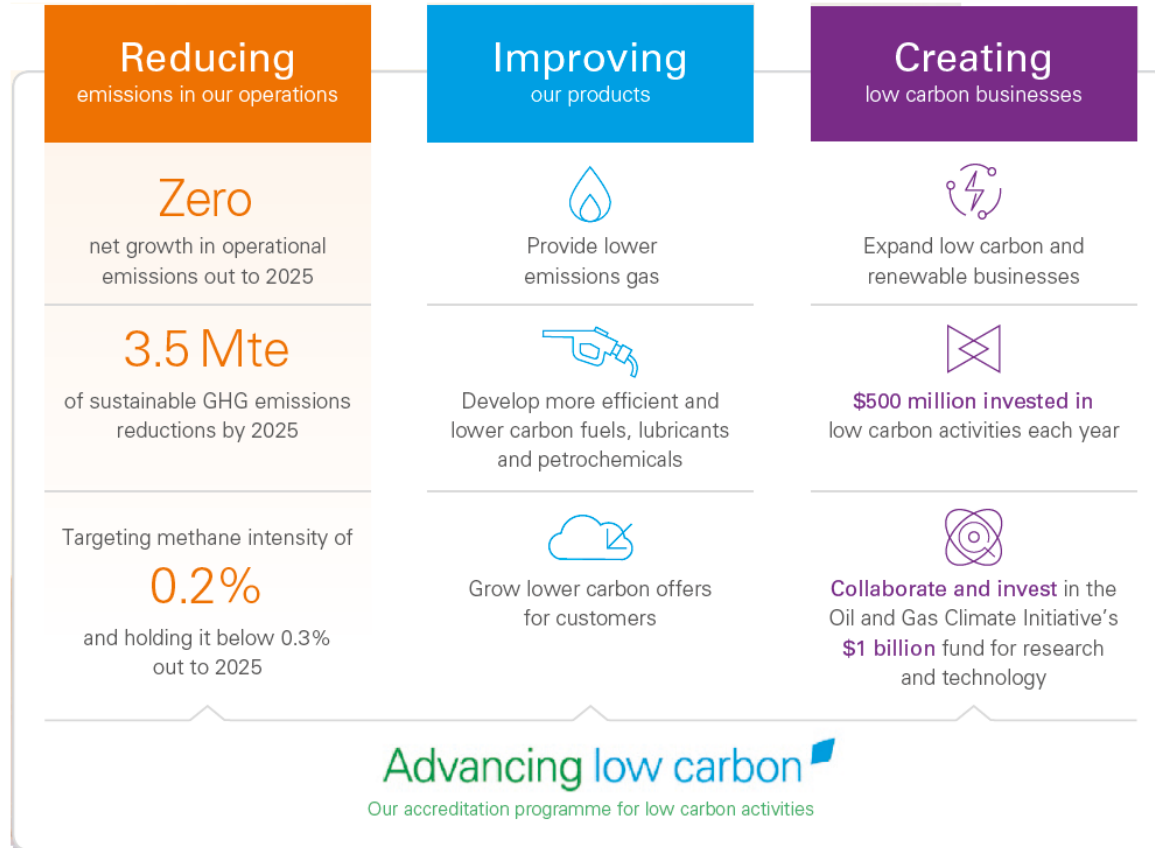 Reducing
emissions in our operations
Zero
net growth in operational
emissions out to 2025
3.5 Mte
of sustainable GHG emissions
reductions by 2025
Targeting methane intensity of
0.2%
and holding it below 0.3%
out to 2025
Improving
our products
Provide lower
emissions gas
Develop more efficient and
lower carbon fuels, lubricants
and petrochemicals
Grow lower carbon offers
for customers
Creating
low carbon businesses
Expand low carbon and
renewable businesses
$500 million invested in
low carbon activities each year
Collaborate and invest in the
Oil and Gas Climate Initiative’s
$1 billion fund for research
and technology
Advancing low carbon
Our accreditation programme for low carbon activities